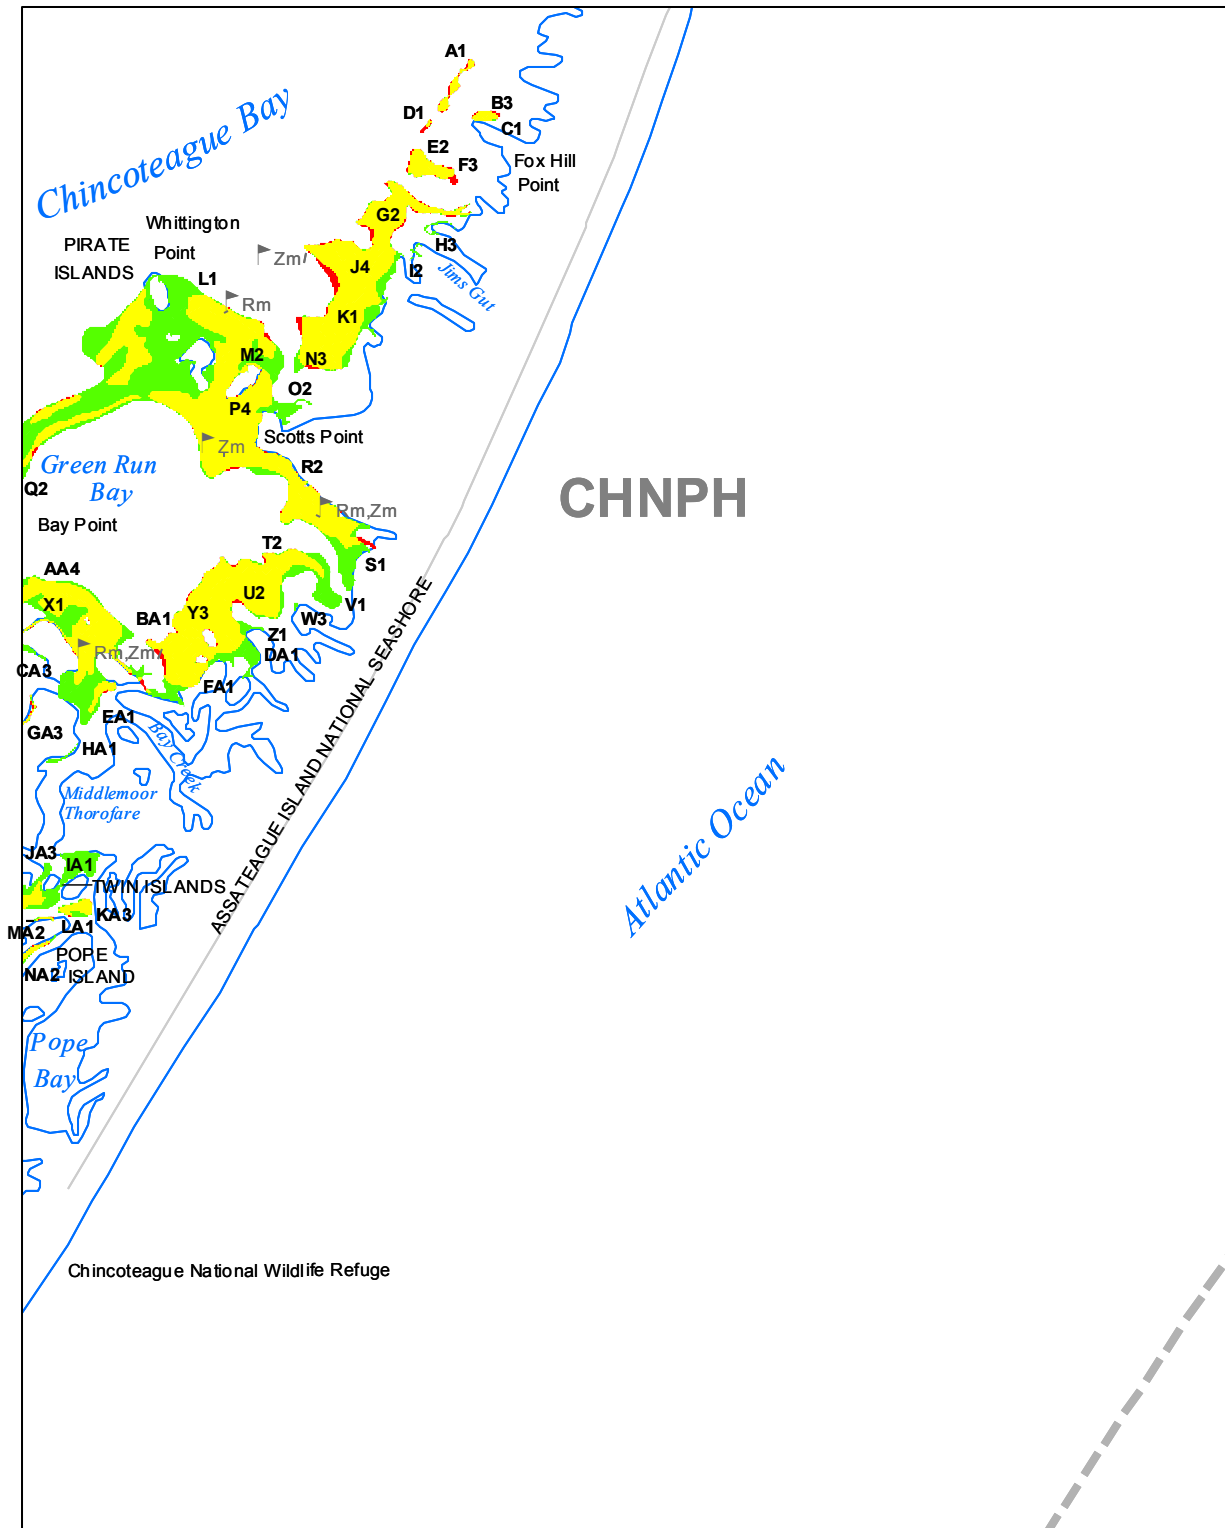 A1
B3
D1
C1
Chincoteague Bay
E2
F3
Fox Hill
Point
G2
Whittington
Point
PIRATE
ISLANDS
H3
Zm
J4
I2
Jims Gut
L1
Rm
K1
M2
N3
O2
P4
Scotts Point
Zm
Green Run
Bay
R2
Q2
CHNPH
Rm,Zm
Bay Point
T2
S1
AA4
U2
V1
X1
BA1
Y3
W3
Z1
Rm,Zm
DA1
CA3
FA1
EA1
GA3
HA1
Bay Creek
ASSATEAGUE ISLAND NATIONAL SEASHORE
Middlemoor
Thorofare
Atlantic Ocean
JA3
IA1
TWIN ISLANDS
KA3
MA2
LA1
POPE
ISLAND
NA2
Pope
Bay
Chincoteague National Wildlife Refuge